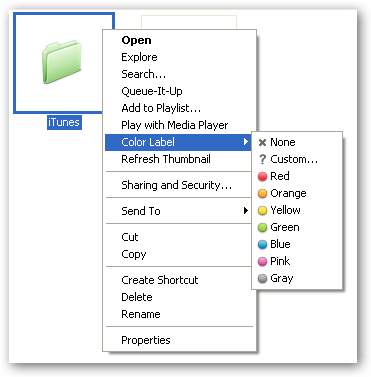 Open
Explore
Search...
Queue-It-Up
Add to Playlist...
Play with Media Player
iTunes
Color Label
Refresh Thumbnail
Sharing and Security...
Send To
Cut
Copy
Create Shortcut
Delete
Rename
Properties
None
Custom...
Red
Orange
Yellow
Green
Blue
Pink
Gray